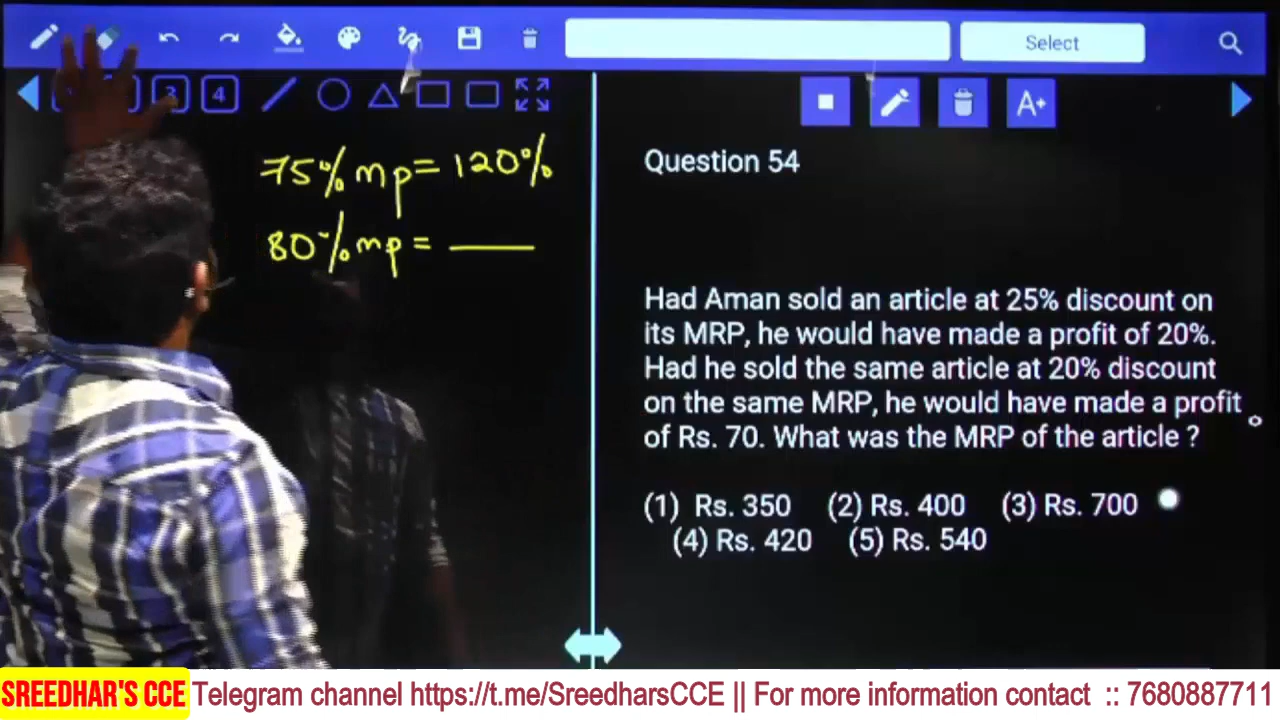 Select
3
4
A+
75% mp = 120%
80% mp =
Question 54
Had Aman sold an article at 25% discount on
its MRP, he would have made a profit of 20%.
Had he sold the same article at 20% discount
on the same MRP, he would have made a profit
of Rs. 70. What was the MRP of the article ?
(1) Rs. 350 (2) Rs. 400 (3) Rs. 700
(4) Rs. 420 (5) Rs. 540
SREEDHAR'S CCE Telegram channel https://t.me/SreedharsCCE || For more information contact :: 7680887711